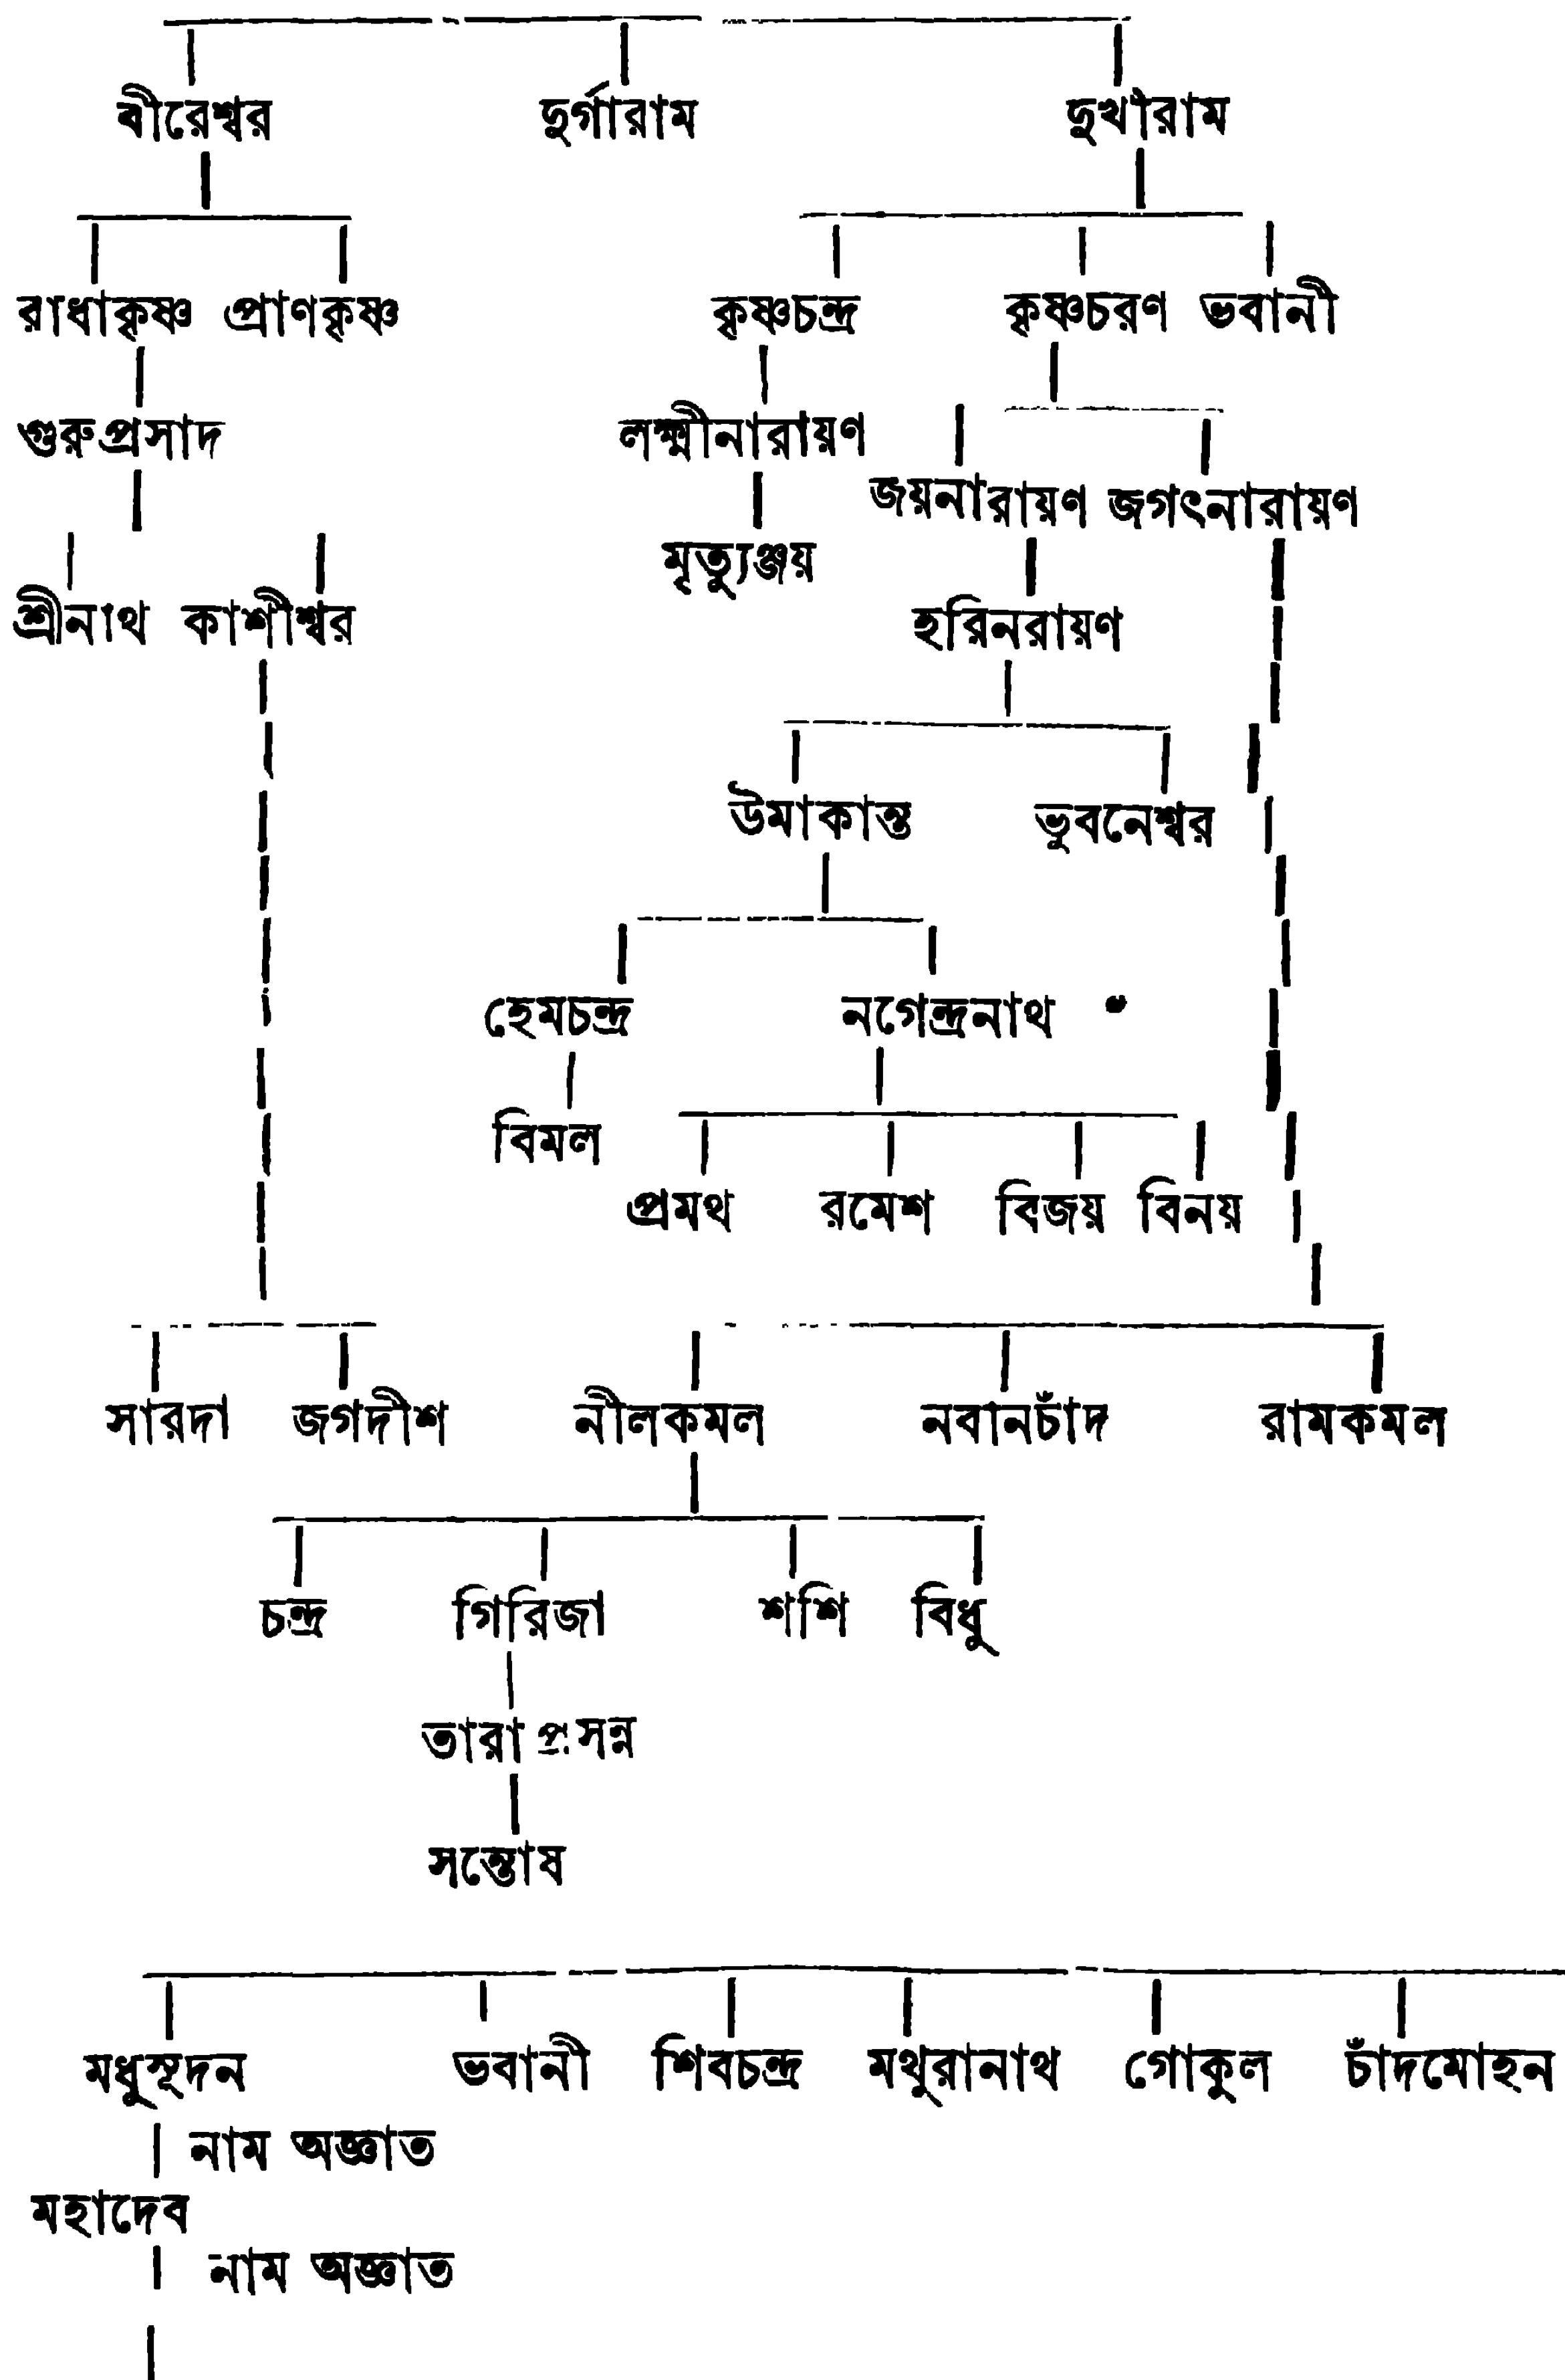 বীরেশ্বর দুর্গারাম দুখীরাম
রাধাকৃষ্ণ প্রাণকৃষ্ণ কৃষ্ণচন্দ্র কৃষ্ণচরণ ভবানী
গুরুপ্রসাদ লক্ষ্মীনারায়ণ
জয়নারায়ণ জগৎনারায়ণ
মৃত্যুঞ্জয়
শ্রীনাথ কাশীশ্বর হরিনরায়ণ
উমাকান্ত ভুবনেশ্বর
হেমচন্দ্র নগেন্দ্রনাথ
বিমল
প্রমথ রমেশ বিজয় বিনয়
সারদা জগদীশ নীলকমল নবানচাঁদ রামকমল
চন্দ্র গিরিজা শশি বিধু
তারাপ্রসন্ন
সন্তোষ
মধুসূদন ভবানী শিবচন্দ্র মথুরানাথ গোকুল চাঁদমোহন
নাম অজ্ঞাত
মহাদেব
নাম অজ্ঞাত